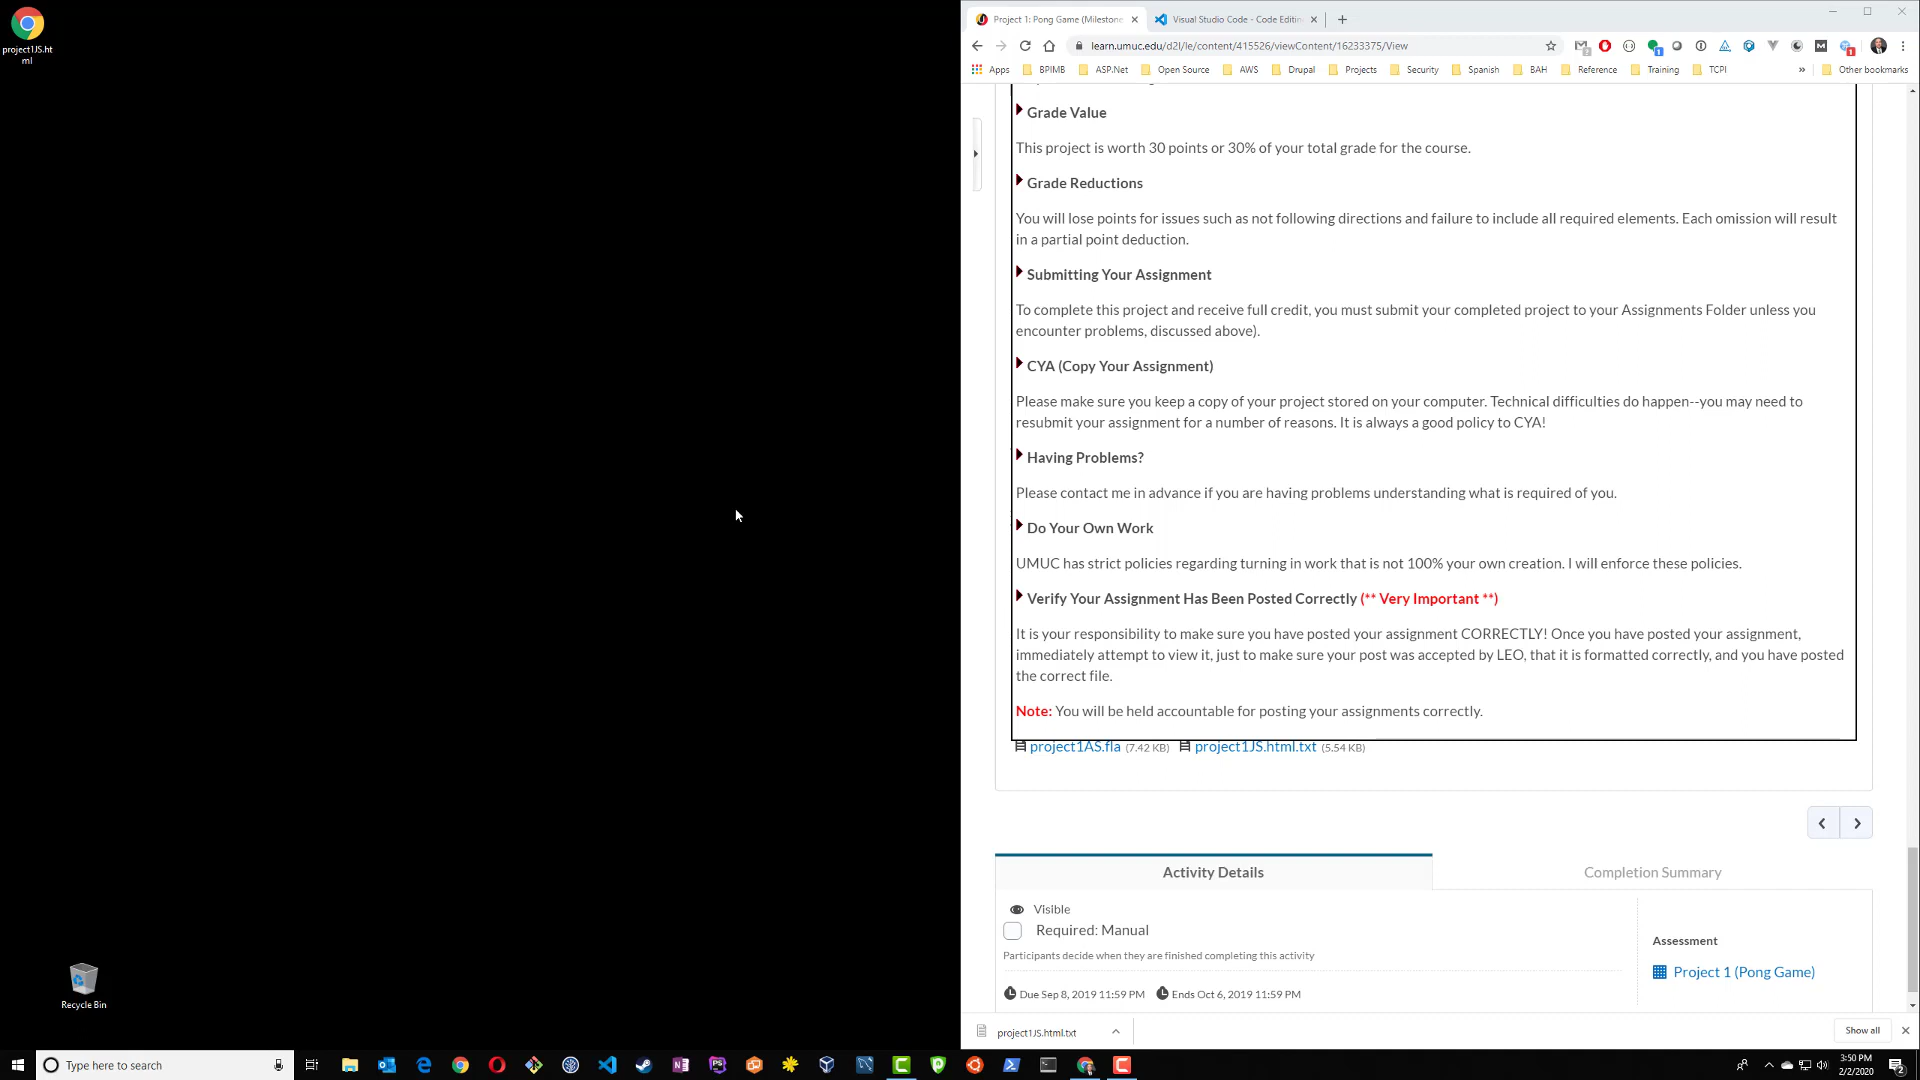 project1JS.ht
ml
Recycle Bin
Project 1: Pong Game (Milestone
Visual Studio Code - Code Editin
learn.umuc.edu/d2l/le/content/415526/viewContent/16233375/View
Apps
BPIMB
ASP.Net
Open Source
AWS
Drupal
Projects
Security
Spanish
BAH
Reference
Training
TCPI
»
Other bookmarks
Grade Value
This project is worth 30 points or 30% of your total grade for the course.
Grade Reductions
You will lose points for issues such as not following directions and failure to include all required elements. Each omission will result
in a partial point deduction.
Submitting Your Assignment
To complete this project and receive full credit, you must submit your completed project to your Assignments Folder unless you
encounter problems, discussed above).
CYA (Copy Your Assignment)
Please make sure you keep a copy of your project stored on your computer. Technical difficulties do happen--you may need to
resubmit your assignment for a number of reasons. It is always a good policy to CYA!
Having Problems?
Please contact me in advance if you are having problems understanding what is required of you.
Do Your Own Work
UMUC has strict policies regarding turning in work that is not 100% your own creation. I will enforce these policies.
Verify Your Assignment Has Been Posted Correctly (** Very Important **)
It is your responsibility to make sure you have posted your assignment CORRECTLY! Once you have posted your assignment,
immediately attempt to view it, just to make sure your post was accepted by LEO, that it is formatted correctly, and you have posted
the correct file.
Note: You will be held accountable for posting your assignments correctly.
project1AS.fla (7.42 KB) project1JS.html.txt (5.54 KB)
Activity Details
Completion Summary
Visible
Required: Manual
Participants decide when they are finished completing this activity
Due Sep 8, 2019 11:59 PM Ends Oct 6, 2019 11:59 PM
Assessment
Project 1 (Pong Game)
project1JS.html.txt
Show all
Type here to search
3:50 PM
2/2/2020